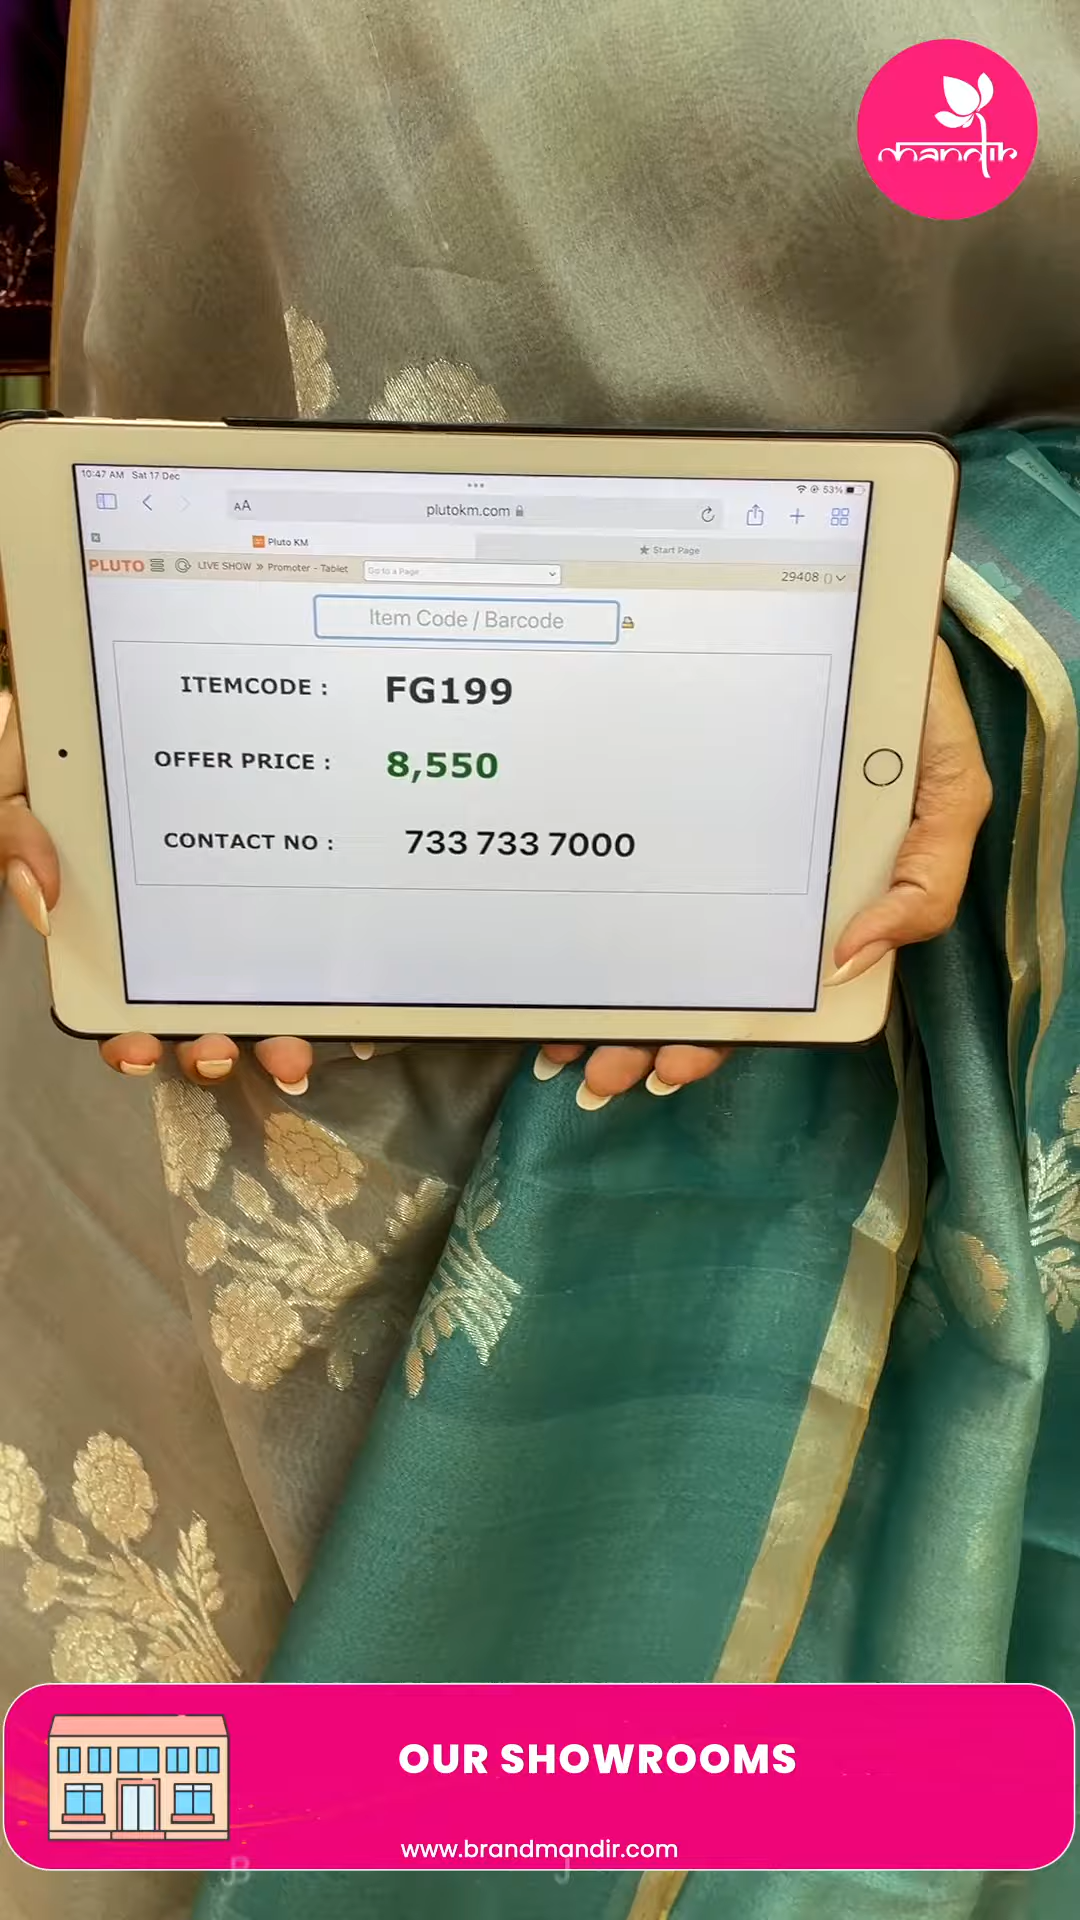 mandir
10:47 AM Sat 17 Dec
53%
AA
plutokm.com
Pluto KM
Start Page
PLUTO
LIVE SHOW » Promoter - Tablet
Go to a Page
29408 ()
Item Code / Barcode
ITEMCODE : FG199
OFFER PRICE : 8,550
CONTACT NO : 733 733 7000
OUR SHOWROOMS
www.brandmandir.com
B J